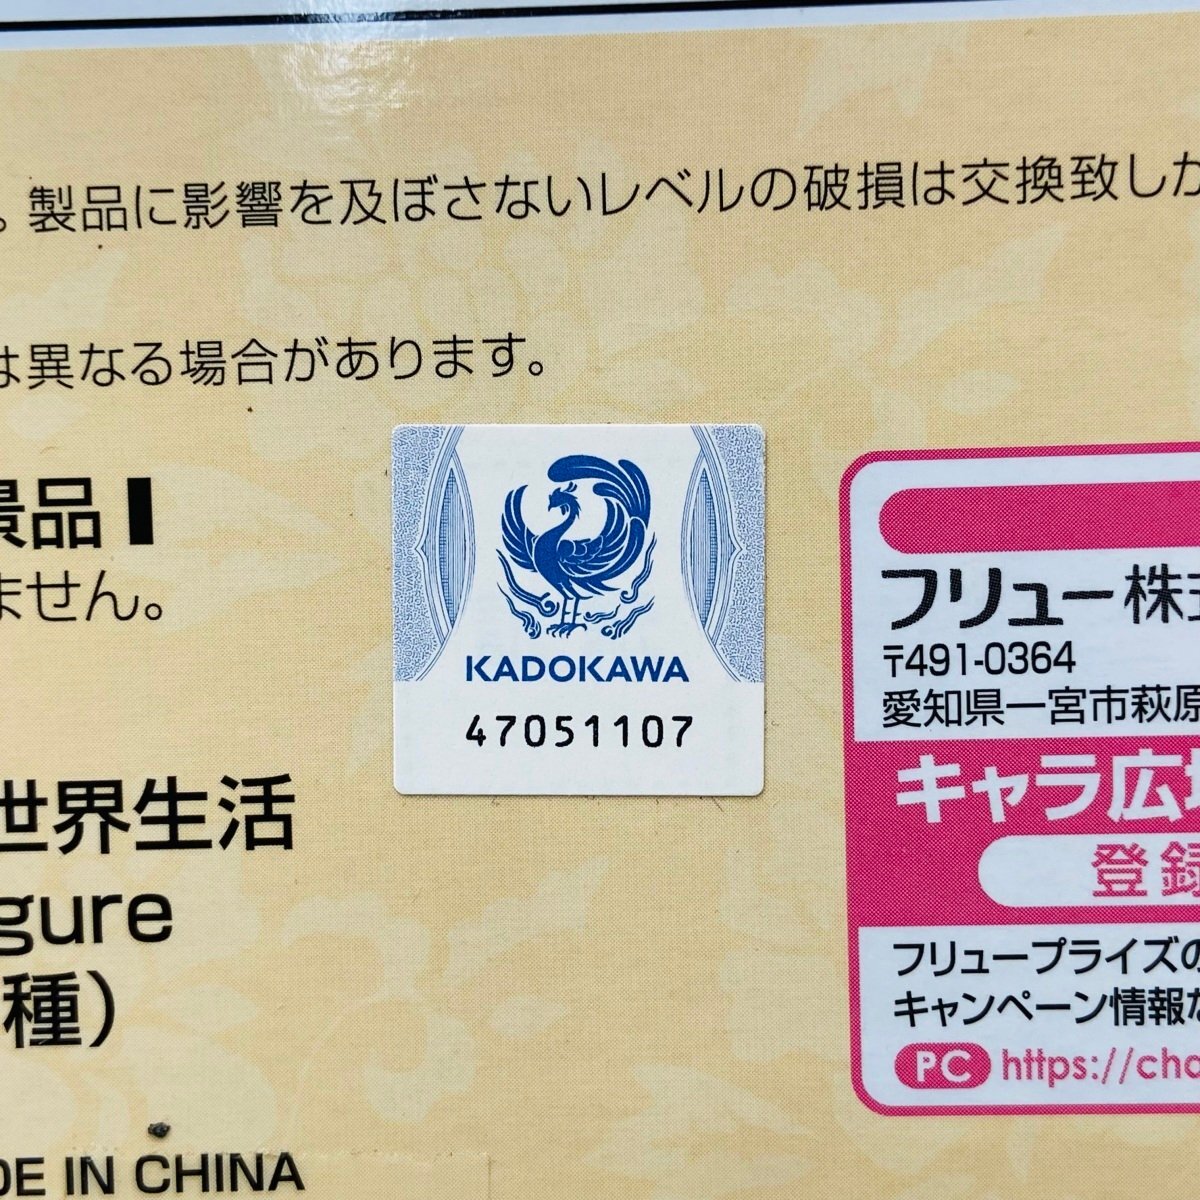 。製品に影響を及ぼさないレベルの破損は交換致しか
は異なる場合があります。
景品
ません。
KADOKAWA
47051107
世界生活
gure
種)
DE IN CHINA
フリュー株式
〒491-0364
愛知県一宮市萩原
キャラ広場
登録
フリュープライズの
キャンペーン情報な
PC https://cha